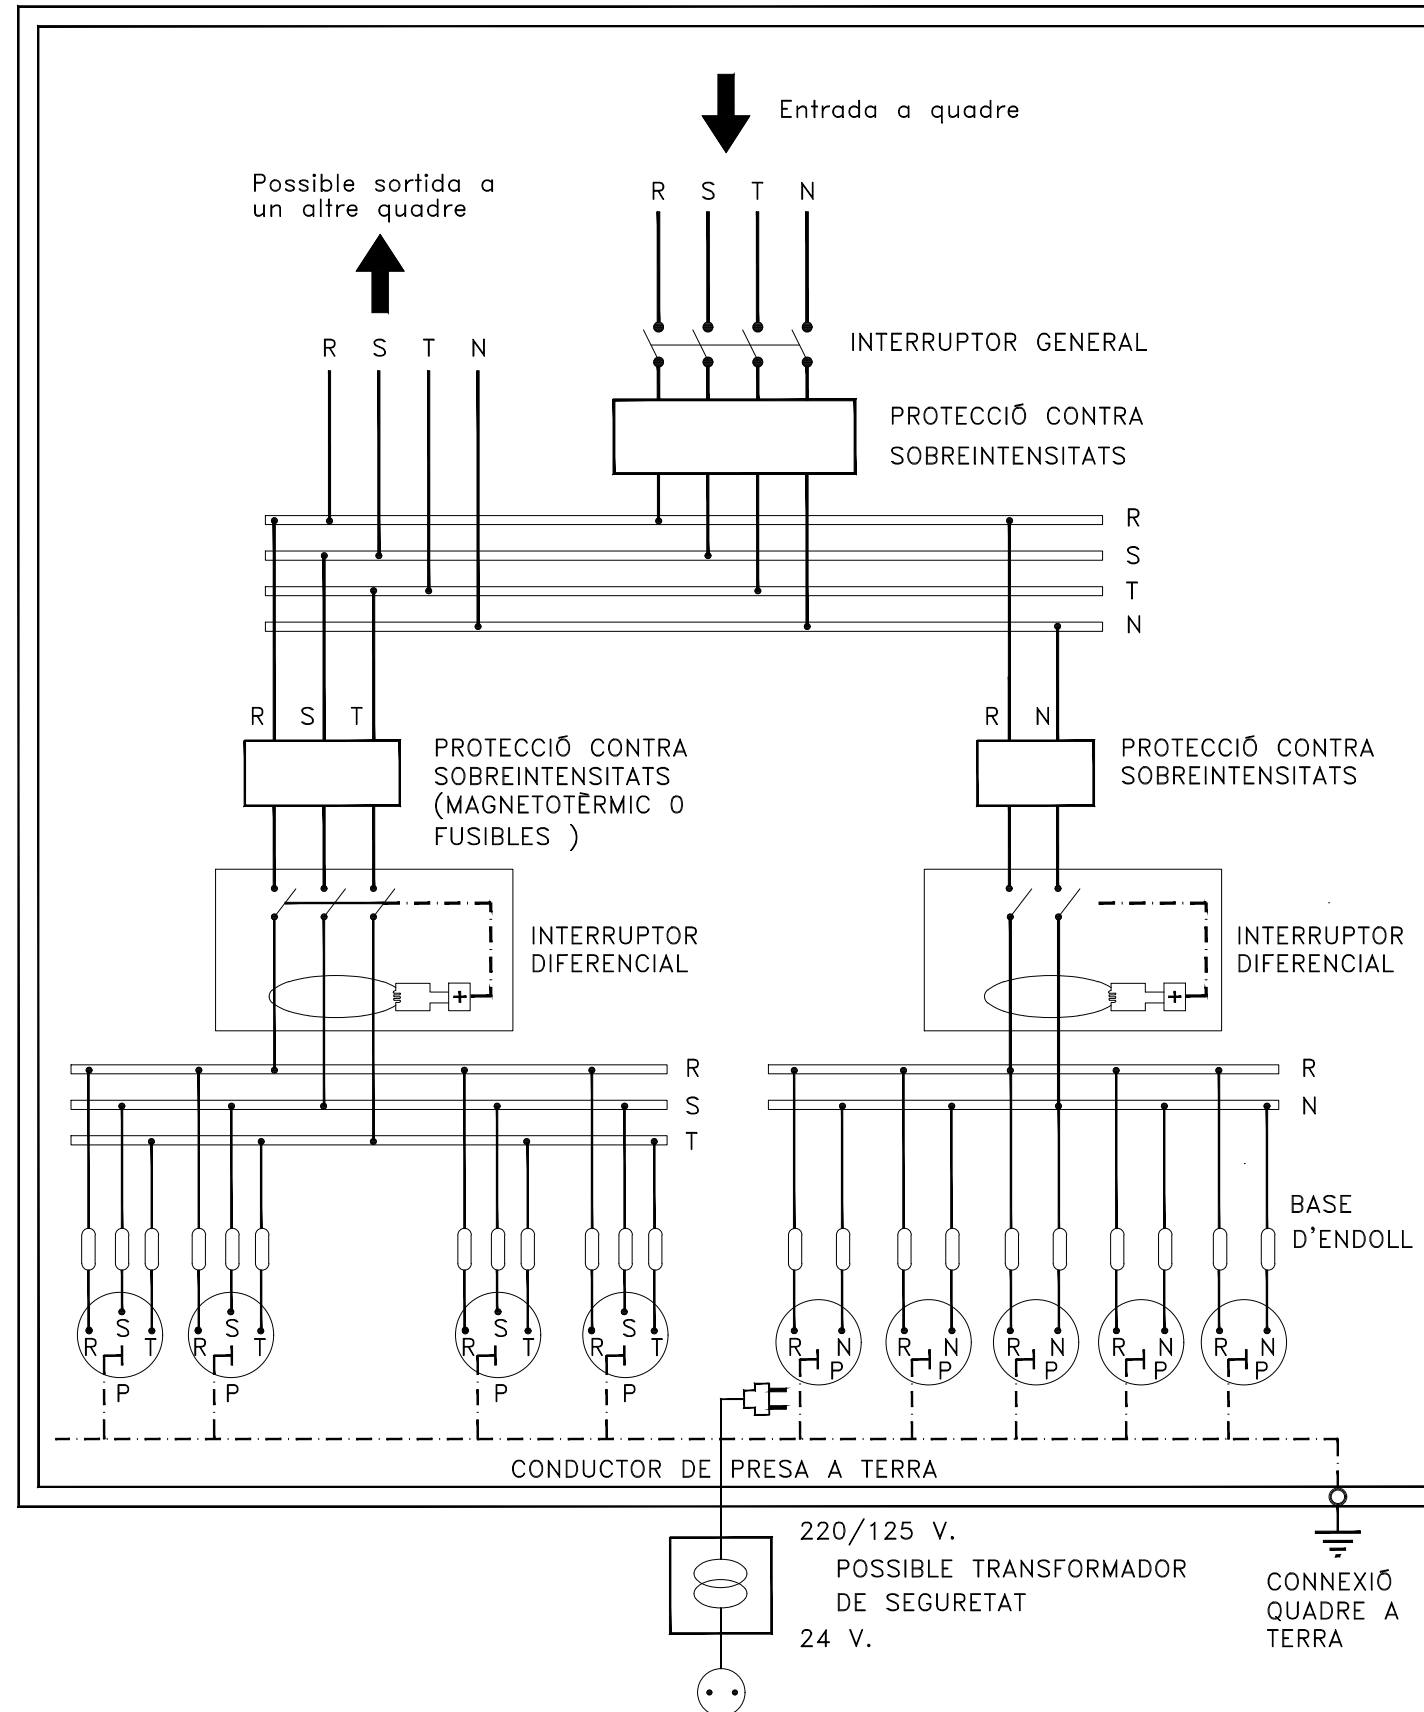 Entrada a quadre
Possible sortida a
un altre quadre
R S T N
R S T N
INTERRUPTOR GENERAL
PROTECCIÓ CONTRA
SOBREINTENSITATS
R
S
T
N
R S T
R N
PROTECCIÓ CONTRA
SOBREINTENSITATS
(MAGNETOTÈRMIC O
FUSIBLES )
PROTECCIÓ CONTRA
SOBREINTENSITATS
INTERRUPTOR
DIFERENCIAL
INTERRUPTOR
DIFERENCIAL
R
S
T
R
N
BASE
D'ENDOLL
R S T
P
R S T
P
R S T
P
R S T
P
R N
P
R N
P
R N
P
R N
P
R N
P
CONDUCTOR DE PRESA A TERRA
220/125 V.
POSSIBLE TRANSFORMADOR
DE SEGURETAT
24 V.
CONNEXIÓ
QUADRE A
TERRA